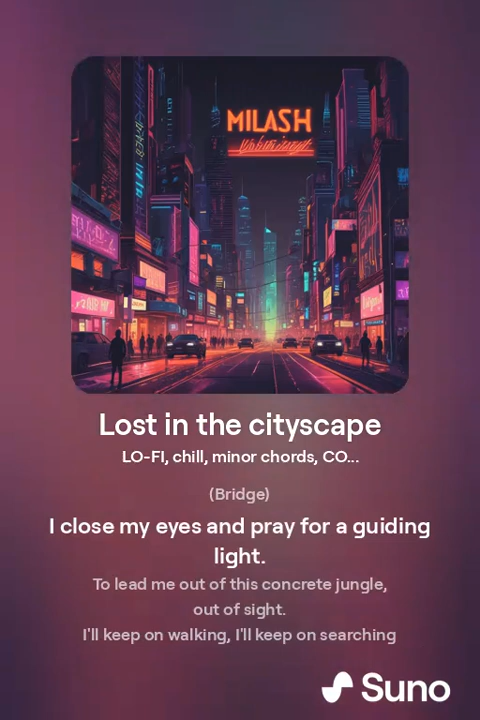 MILASH
Lost in the cityscape
LO-FI, chill, minor chords, CO...
(Bridge)
I close my eyes and pray for a guiding
light.
To lead me out of this concrete jungle,
out of sight.
I'll keep on walking, I'll keep on searching
Suno